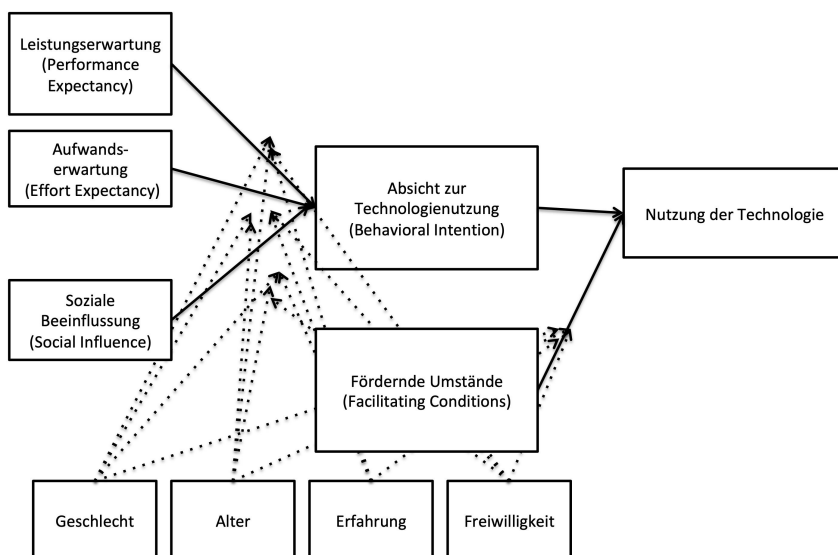 Leistungserwartung
(Performance
Expectancy)
Aufwands-
erwartung
(Effort Expectancy)
Absicht zur
Technologienutzung
(Behavioral Intention)
Nutzung der Technologie
Soziale
Beeinflussung
(Social Influence)
Fördernde Umstände
(Facilitating Conditions)
Geschlecht
Alter
Erfahrung
Freiwilligkeit